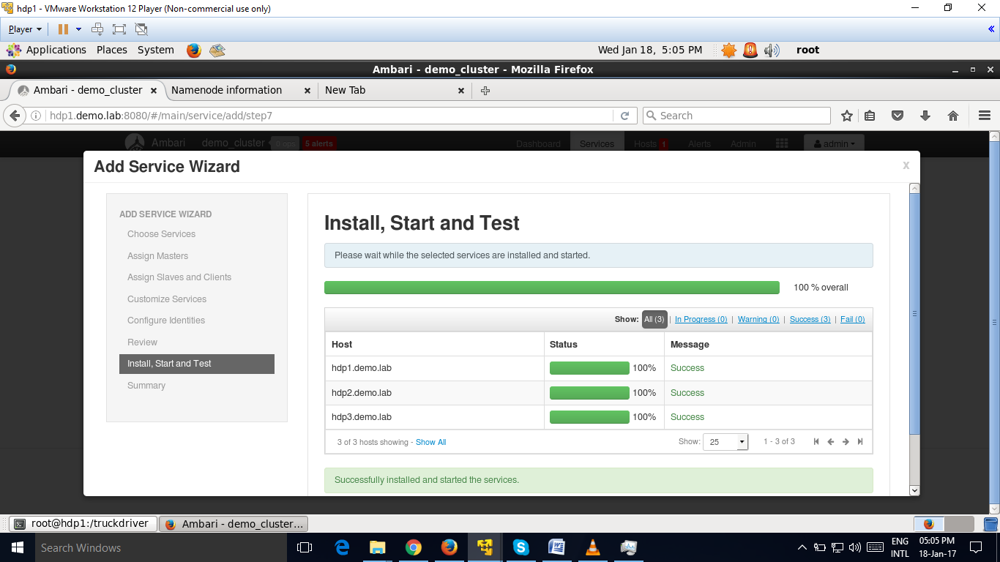 hdp1 - VMware Workstation 12 Player (Non-commercial use only)
Player
Applications Places System Wed Jan 18, 5:05 PM root
Ambari - demo_cluster - Mozilla Firefox
Ambari - demo_cluster Namenode information New Tab
hdp1.demo.lab:8080/#/main/service/add/step7 Search
Ambari demo_cluster 0 ops 5 alerts Dashboard Services Hosts 1 Alerts Admin admin
Add Service Wizard x
ADD SERVICE WIZARD
Choose Services
Assign Masters
Assign Slaves and Clients
Customize Services
Configure Identities
Review
Install, Start and Test
Summary
Install, Start and Test
Please wait while the selected services are installed and started.
100 % overall
Show: All (3) | In Progress (0) | Warning (0) | Success (3) | Fail (0)
Host Status Message
hdp1.demo.lab 100% Success
hdp2.demo.lab 100% Success
hdp3.demo.lab 100% Success
3 of 3 hosts showing - Show All Show: 25 1 - 3 of 3
Successfully installed and started the services.
root@hdp1:/truckdriver Ambari - demo_cluster...
Search Windows ENG 05:05 PM
INTL 18-Jan-17